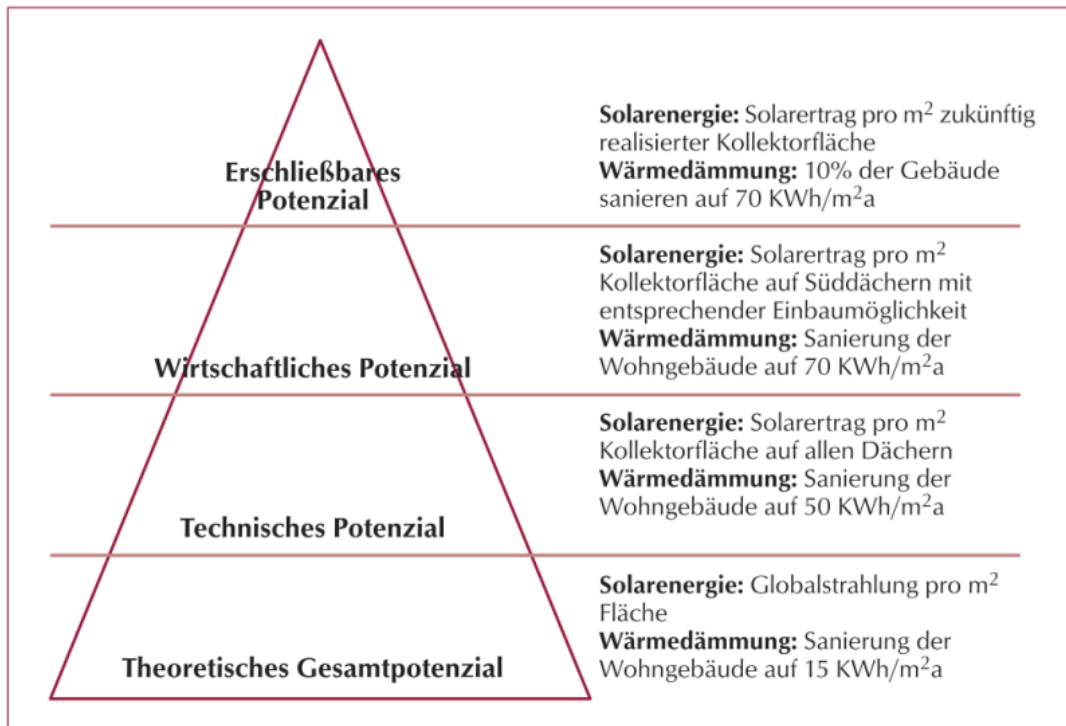 Erschließbares
Potenzial
Solarenergie: Solarertrag pro m² zukünftig
realisierter Kollektorfläche
Wärmedämmung: 10% der Gebäude
sanieren auf 70 KWh/m²a
Wirtschaftliches Potenzial
Solarenergie: Solarertrag pro m²
Kollektorfläche auf Süddächern mit
entsprechender Einbaumöglichkeit
Wärmedämmung: Sanierung der
Wohngebäude auf 70 KWh/m²a
Technisches Potenzial
Solarenergie: Solarertrag pro m²
Kollektorfläche auf allen Dächern
Wärmedämmung: Sanierung der
Wohngebäude auf 50 KWh/m²a
Theoretisches Gesamtpotenzial
Solarenergie: Globalstrahlung pro m²
Fläche
Wärmedämmung: Sanierung der
Wohngebäude auf 15 KWh/m²a